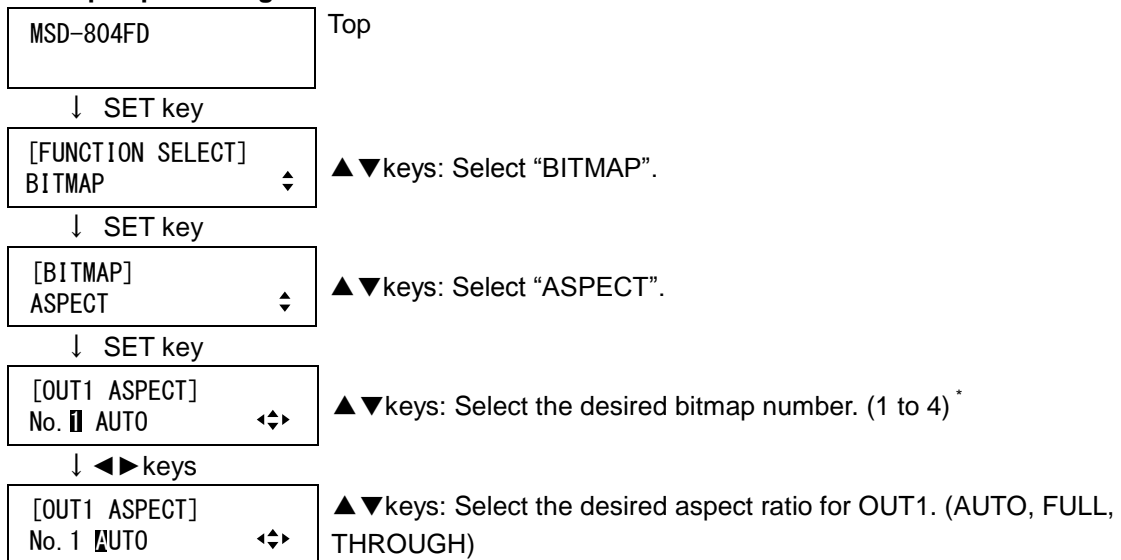 MSD-804FD
Top
↓ SET key
[FUNCTION SELECT]
BITMAP
▲▼keys: Select “BITMAP”.
↓ SET key
[BITMAP]
ASPECT
▲▼keys: Select “ASPECT”.
↓ SET key
[OUT1 ASPECT]
No. 1 AUTO
▲▼keys: Select the desired bitmap number. (1 to 4) *
↓ ◄►keys
[OUT1 ASPECT]
No. 1 AUTO
▲▼keys: Select the desired aspect ratio for OUT1. (AUTO, FULL,
THROUGH)